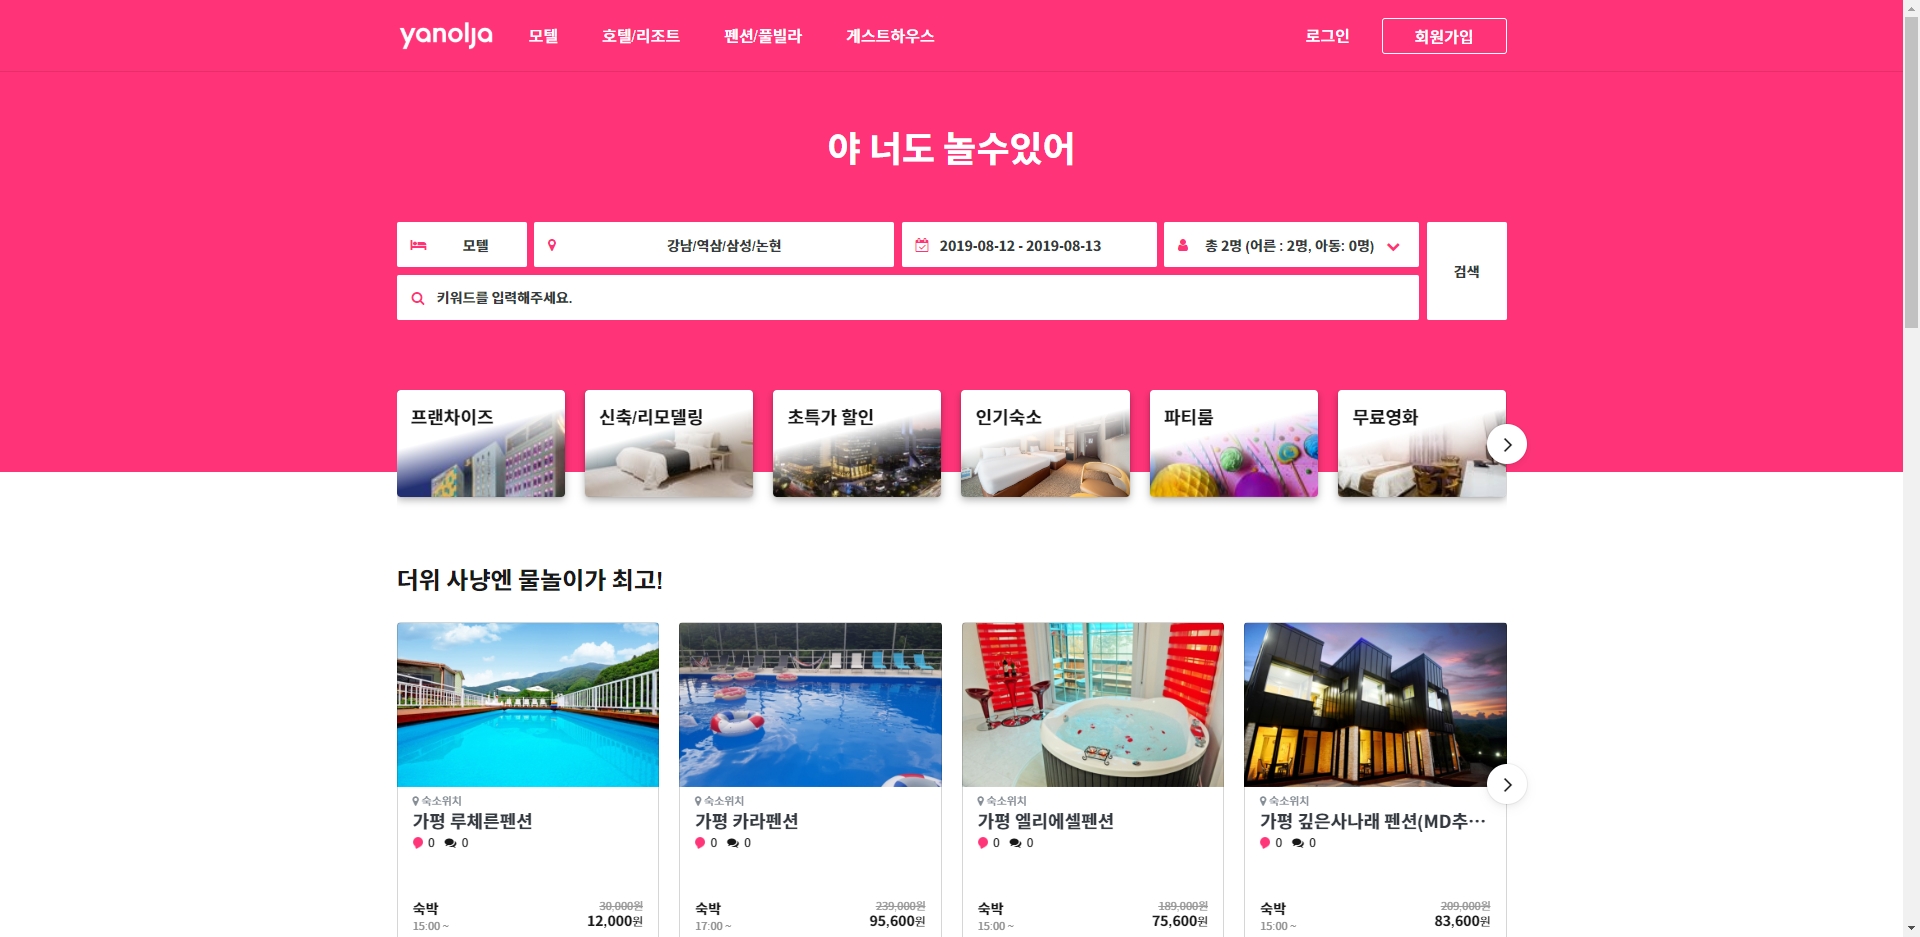 yanolja 모텔 호텔/리조트 펜션/풀빌라 게스트하우스 로그인 회원가입
야 너도 놀수있어
모텔 강남/역삼/삼성/논현 2019-08-12 - 2019-08-13 총 2명 (어른 : 2명, 아동: 0명) 검색
키워드를 입력해주세요.
프랜차이즈 신축/리모델링 초특가 할인 인기숙소 파티룸 무료영화
더위 사냥엔 물놀이가 최고!
숙소위치 숙소위치 숙소위치 숙소위치
가평 루체른펜션 가평 카라펜션 가평 엘리에셀펜션 가평 깊은사나래 펜션(MD추…
0 0 0 0 0 0 0 0
숙박 30,000원 숙박 239,000원 숙박 189,000원 숙박 209,000원
15:00 ~ 12,000원 17:00 ~ 95,600원 15:00 ~ 75,600원 15:00 ~ 83,600원